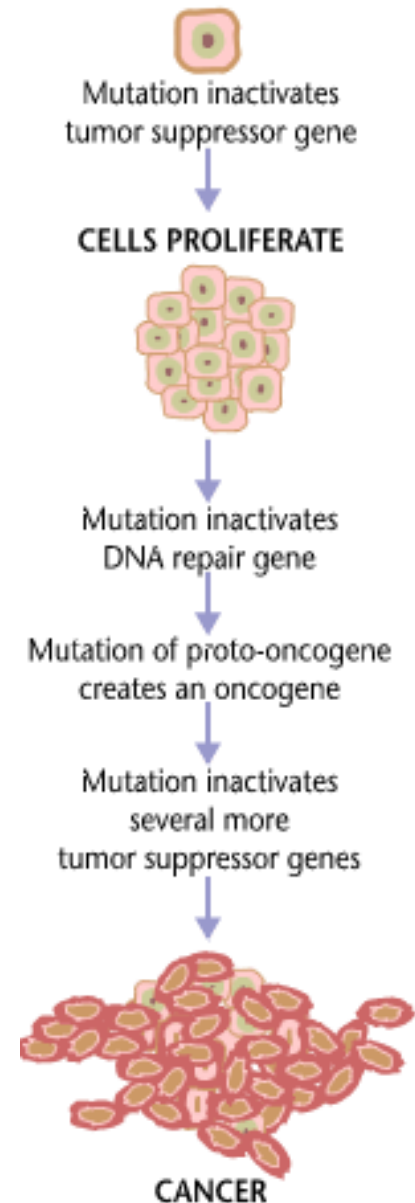 Mutation inactivates
tumor suppressor gene
CELLS PROLIFERATE
Mutation inactivates
DNA repair gene
Mutation of proto-oncogene
creates an oncogene
Mutation inactivates
several more
tumor suppressor genes
CANCER